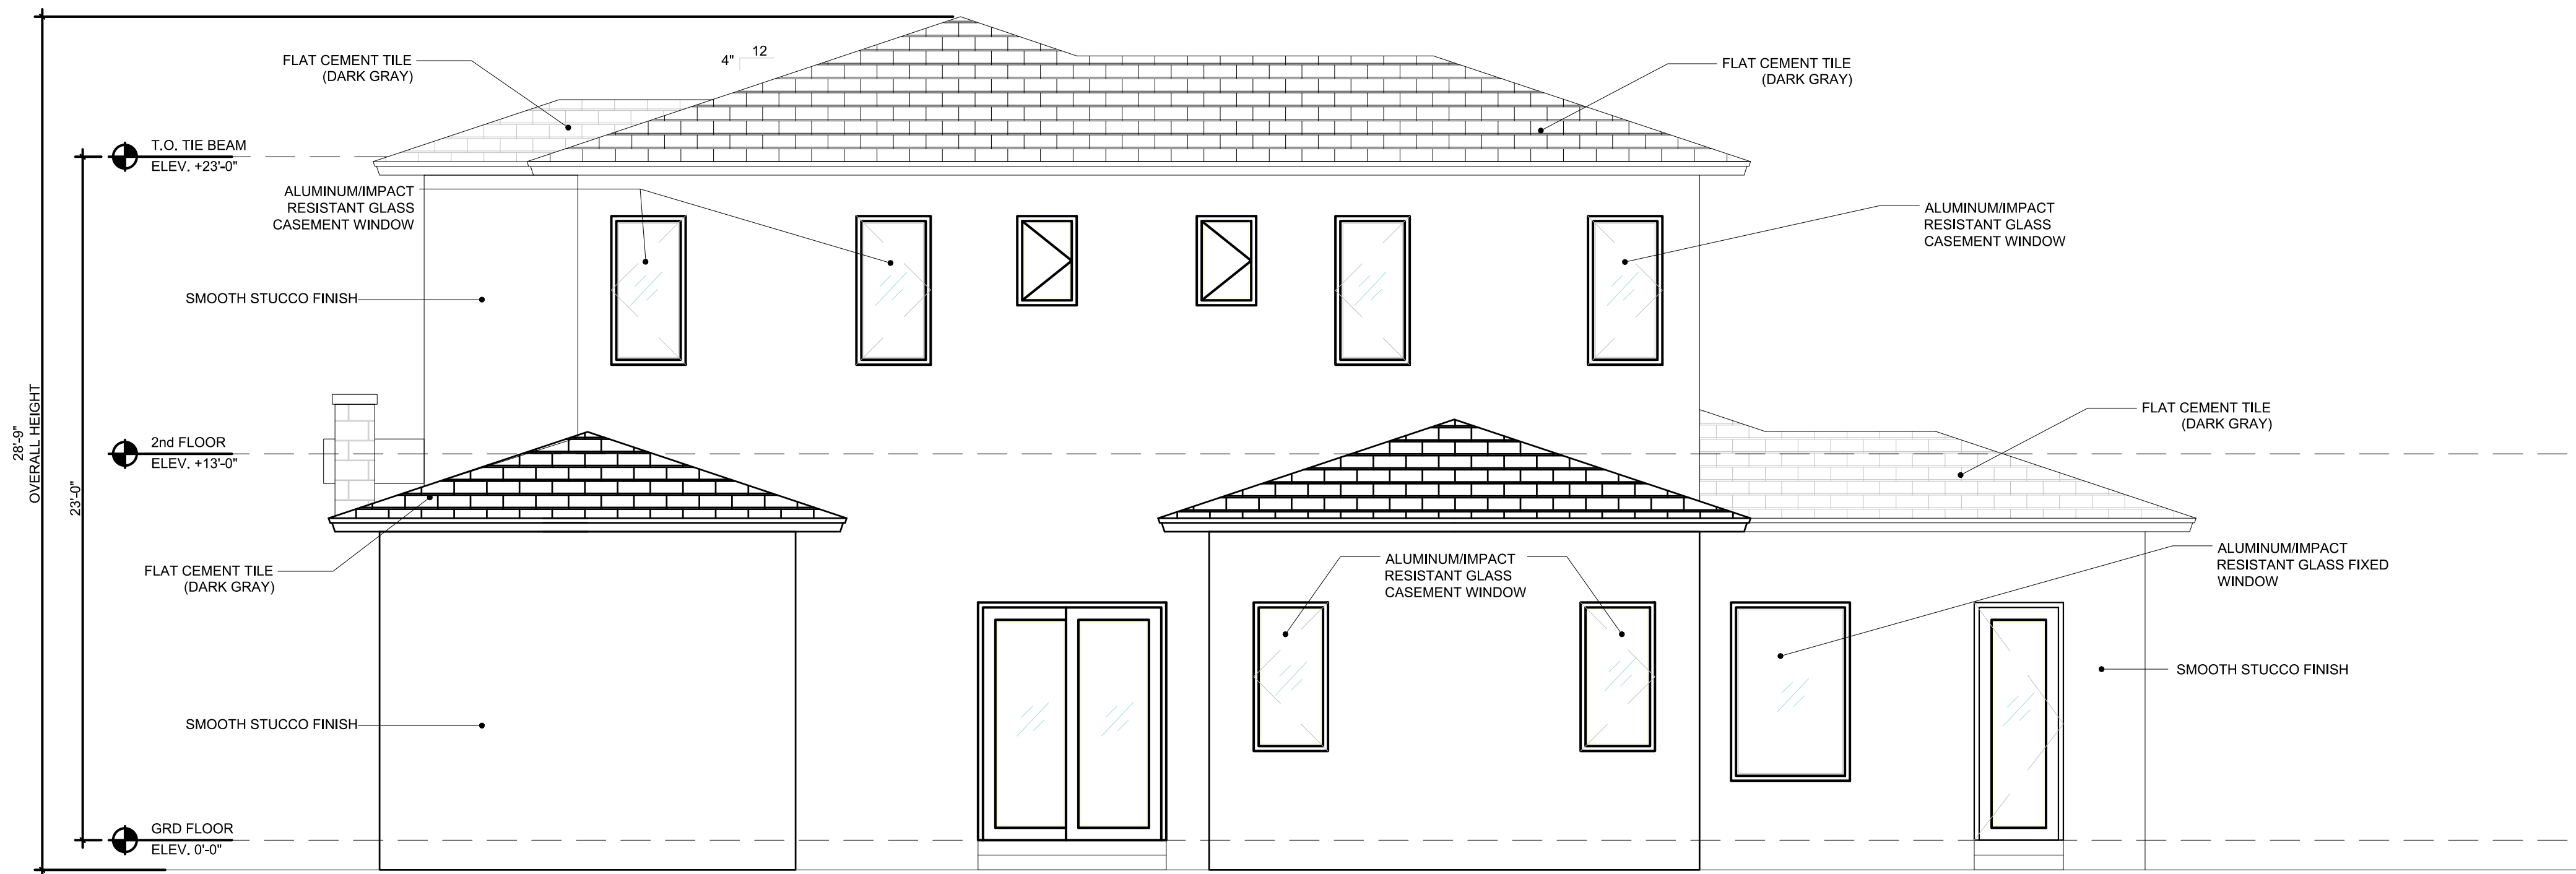 12
4"
FLAT CEMENT TILE
(DARK GRAY)
FLAT CEMENT TILE
(DARK GRAY)
T.O. TIE BEAM
ELEV. +23'-0"
ALUMINUM/IMPACT
RESISTANT GLASS
CASEMENT WINDOW
ALUMINUM/IMPACT
RESISTANT GLASS
CASEMENT WINDOW
SMOOTH STUCCO FINISH
28'-9"
OVERALL HEIGHT
23'-0"
2nd FLOOR
ELEV. +13'-0"
FLAT CEMENT TILE
(DARK GRAY)
FLAT CEMENT TILE
(DARK GRAY)
ALUMINUM/IMPACT
RESISTANT GLASS
CASEMENT WINDOW
ALUMINUM/IMPACT
RESISTANT GLASS FIXED
WINDOW
SMOOTH STUCCO FINISH
SMOOTH STUCCO FINISH
GRD FLOOR
ELEV. 0'-0"